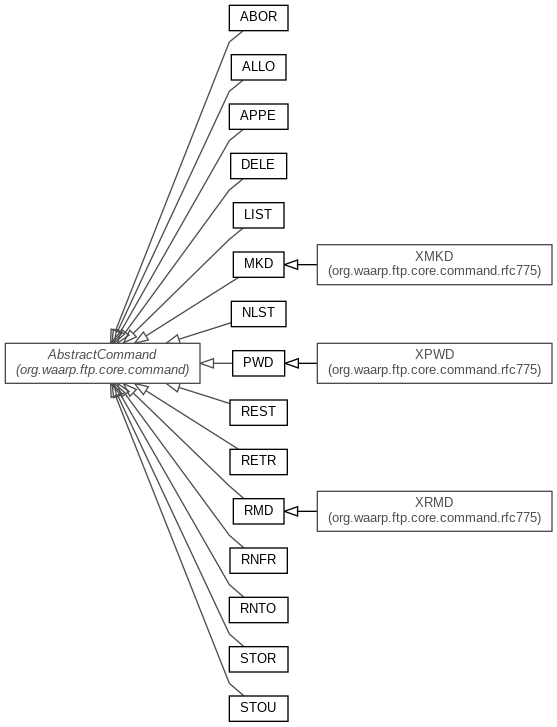 ABOR
ALLO
APPE
DELE
LIST
MKD
XMKD
(org.waarp.ftp.core.command.rfc775)
NLST
AbstractCommand
(org.waarp.ftp.core.command)
PWD
XPWD
(org.waarp.ftp.core.command.rfc775)
REST
RETR
RMD
XRMD
(org.waarp.ftp.core.command.rfc775)
RNFR
RNTO
STOR
STOU